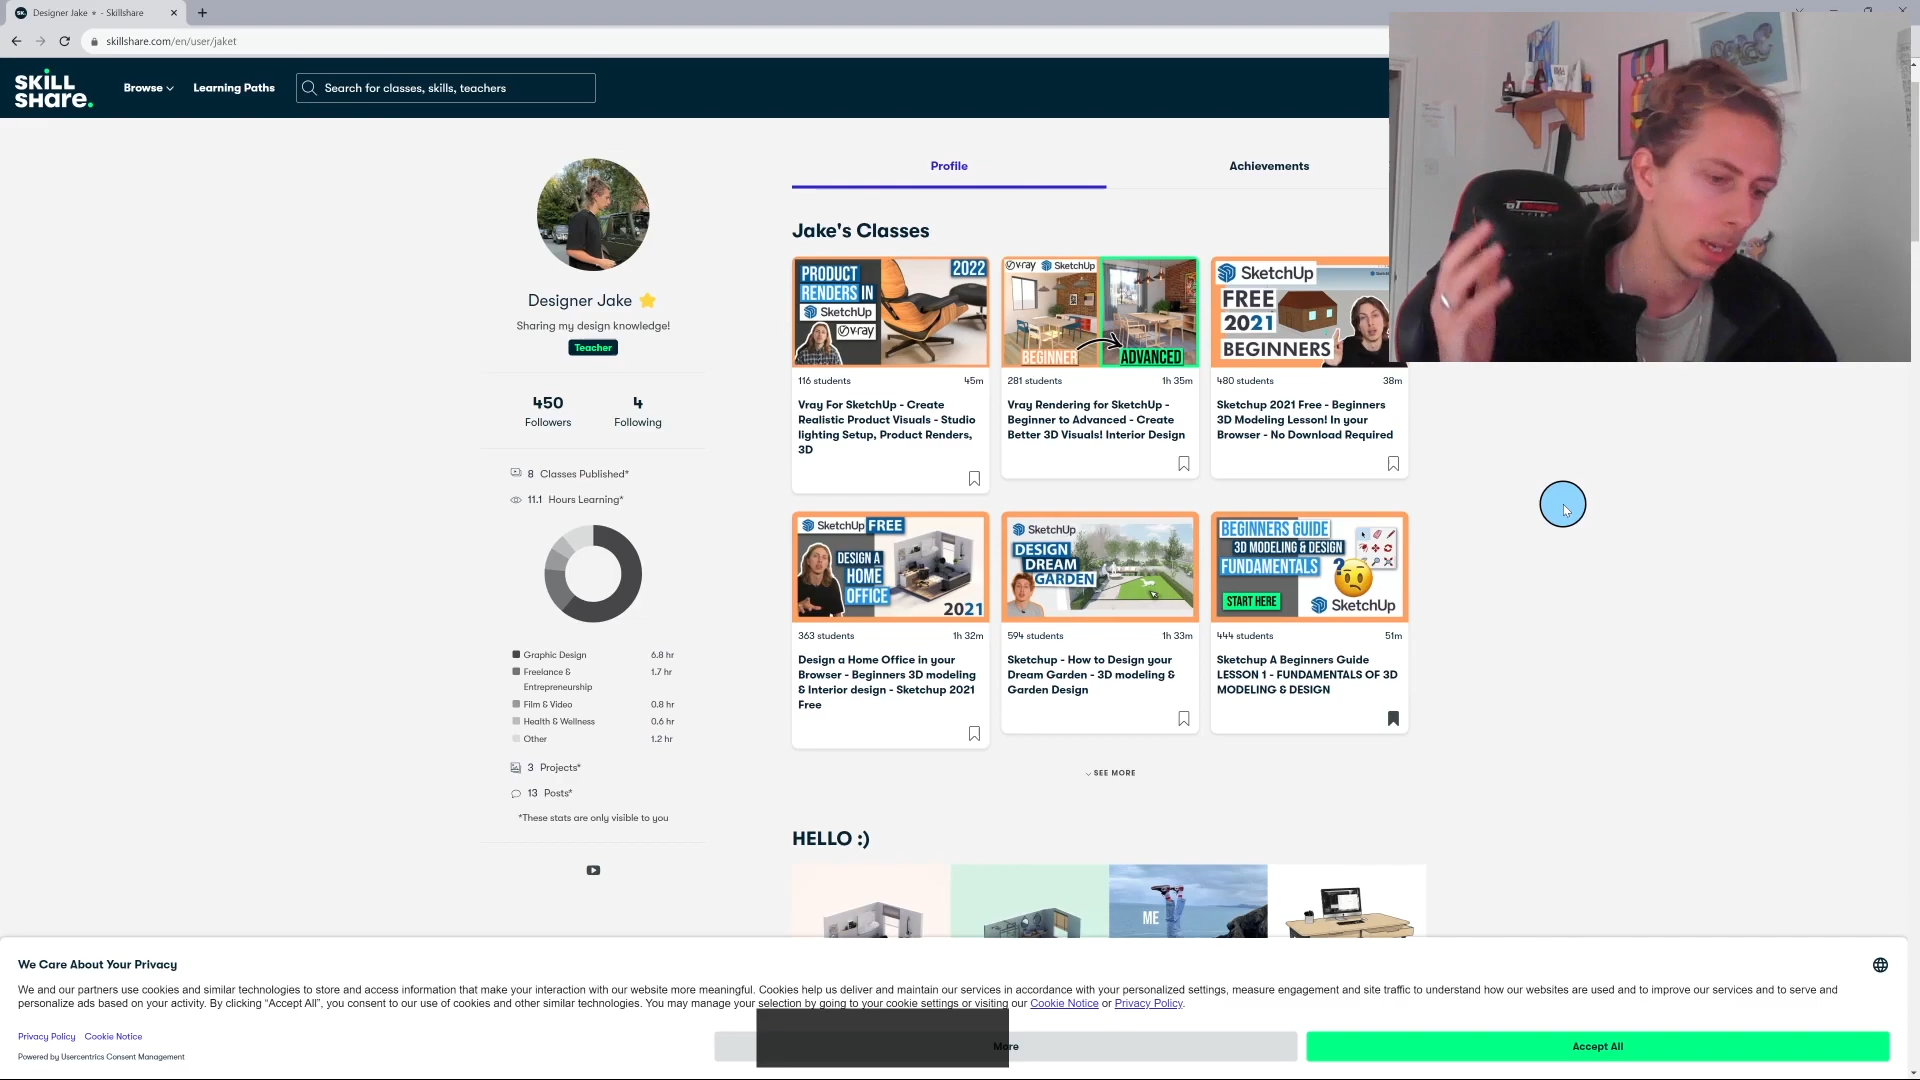 SK. Designer Jake ★ - Skillshare
skillshare.com/en/user/jaket
SKILL
SHare.
Browse
Learning Paths
Search for classes, skills, teachers
Designer Jake
Sharing my design knowledge!
Teacher
450
Followers
4
Following
8 Classes Published*
11.1 Hours Learning*
Graphic Design 6.8 hr
Freelance & 1.7 hr
Entrepreneurship
Film & Video 0.8 hr
Health & Wellness 0.6 hr
Other 1.2 hr
3 Projects*
13 Posts*
*These stats are only visible to you
Profile
Achievements
Jake's Classes
PRODUCT
RENDERS IN
SketchUp
v·ray
2022
116 students 45m
Vray For SketchUp - Create
Realistic Product Visuals - Studio
lighting Setup, Product Renders,
3D
v·ray SketchUp
BEGINNER
ADVANCED
281 students 1h 35m
Vray Rendering for SketchUp -
Beginner to Advanced - Create
Better 3D Visuals! Interior Design
SketchUp
FREE
2021
BEGINNERS
480 students 38m
Sketchup 2021 Free - Beginners
3D Modeling Lesson! In your
Browser - No Download Required
SketchUp FREE
DESIGN A
HOME
OFFICE
2021
363 students 1h 32m
Design a Home Office in your
Browser - Beginners 3D modeling
& Interior design - Sketchup 2021
Free
SketchUp
DESIGN
DREAM
GARDEN
594 students 1h 33m
Sketchup - How to Design your
Dream Garden - 3D modeling &
Garden Design
BEGINNERS GUIDE
3D MODELING & DESIGN
FUNDAMENTALS
?
START HERE
SketchUp
444 students 51m
Sketchup A Beginners Guide
LESSON 1 - FUNDAMENTALS OF 3D
MODELING & DESIGN
SEE MORE
HELLO :)
ME
We Care About Your Privacy
We and our partners use cookies and similar technologies to store and access information that make your interaction with our website more meaningful. Cookies help us deliver and maintain our services in accordance with your personalized settings, measure engagement and site traffic to understand how our websites are used and to improve our services and to serve and
personalize ads based on your activity. By clicking "Accept All", you consent to our use of cookies and other similar technologies. You may manage your selection by going to your cookie settings or visiting our Cookie Notice or Privacy Policy.
Privacy Policy Cookie Notice
Powered by Usercentrics Consent Management
More
Accept All